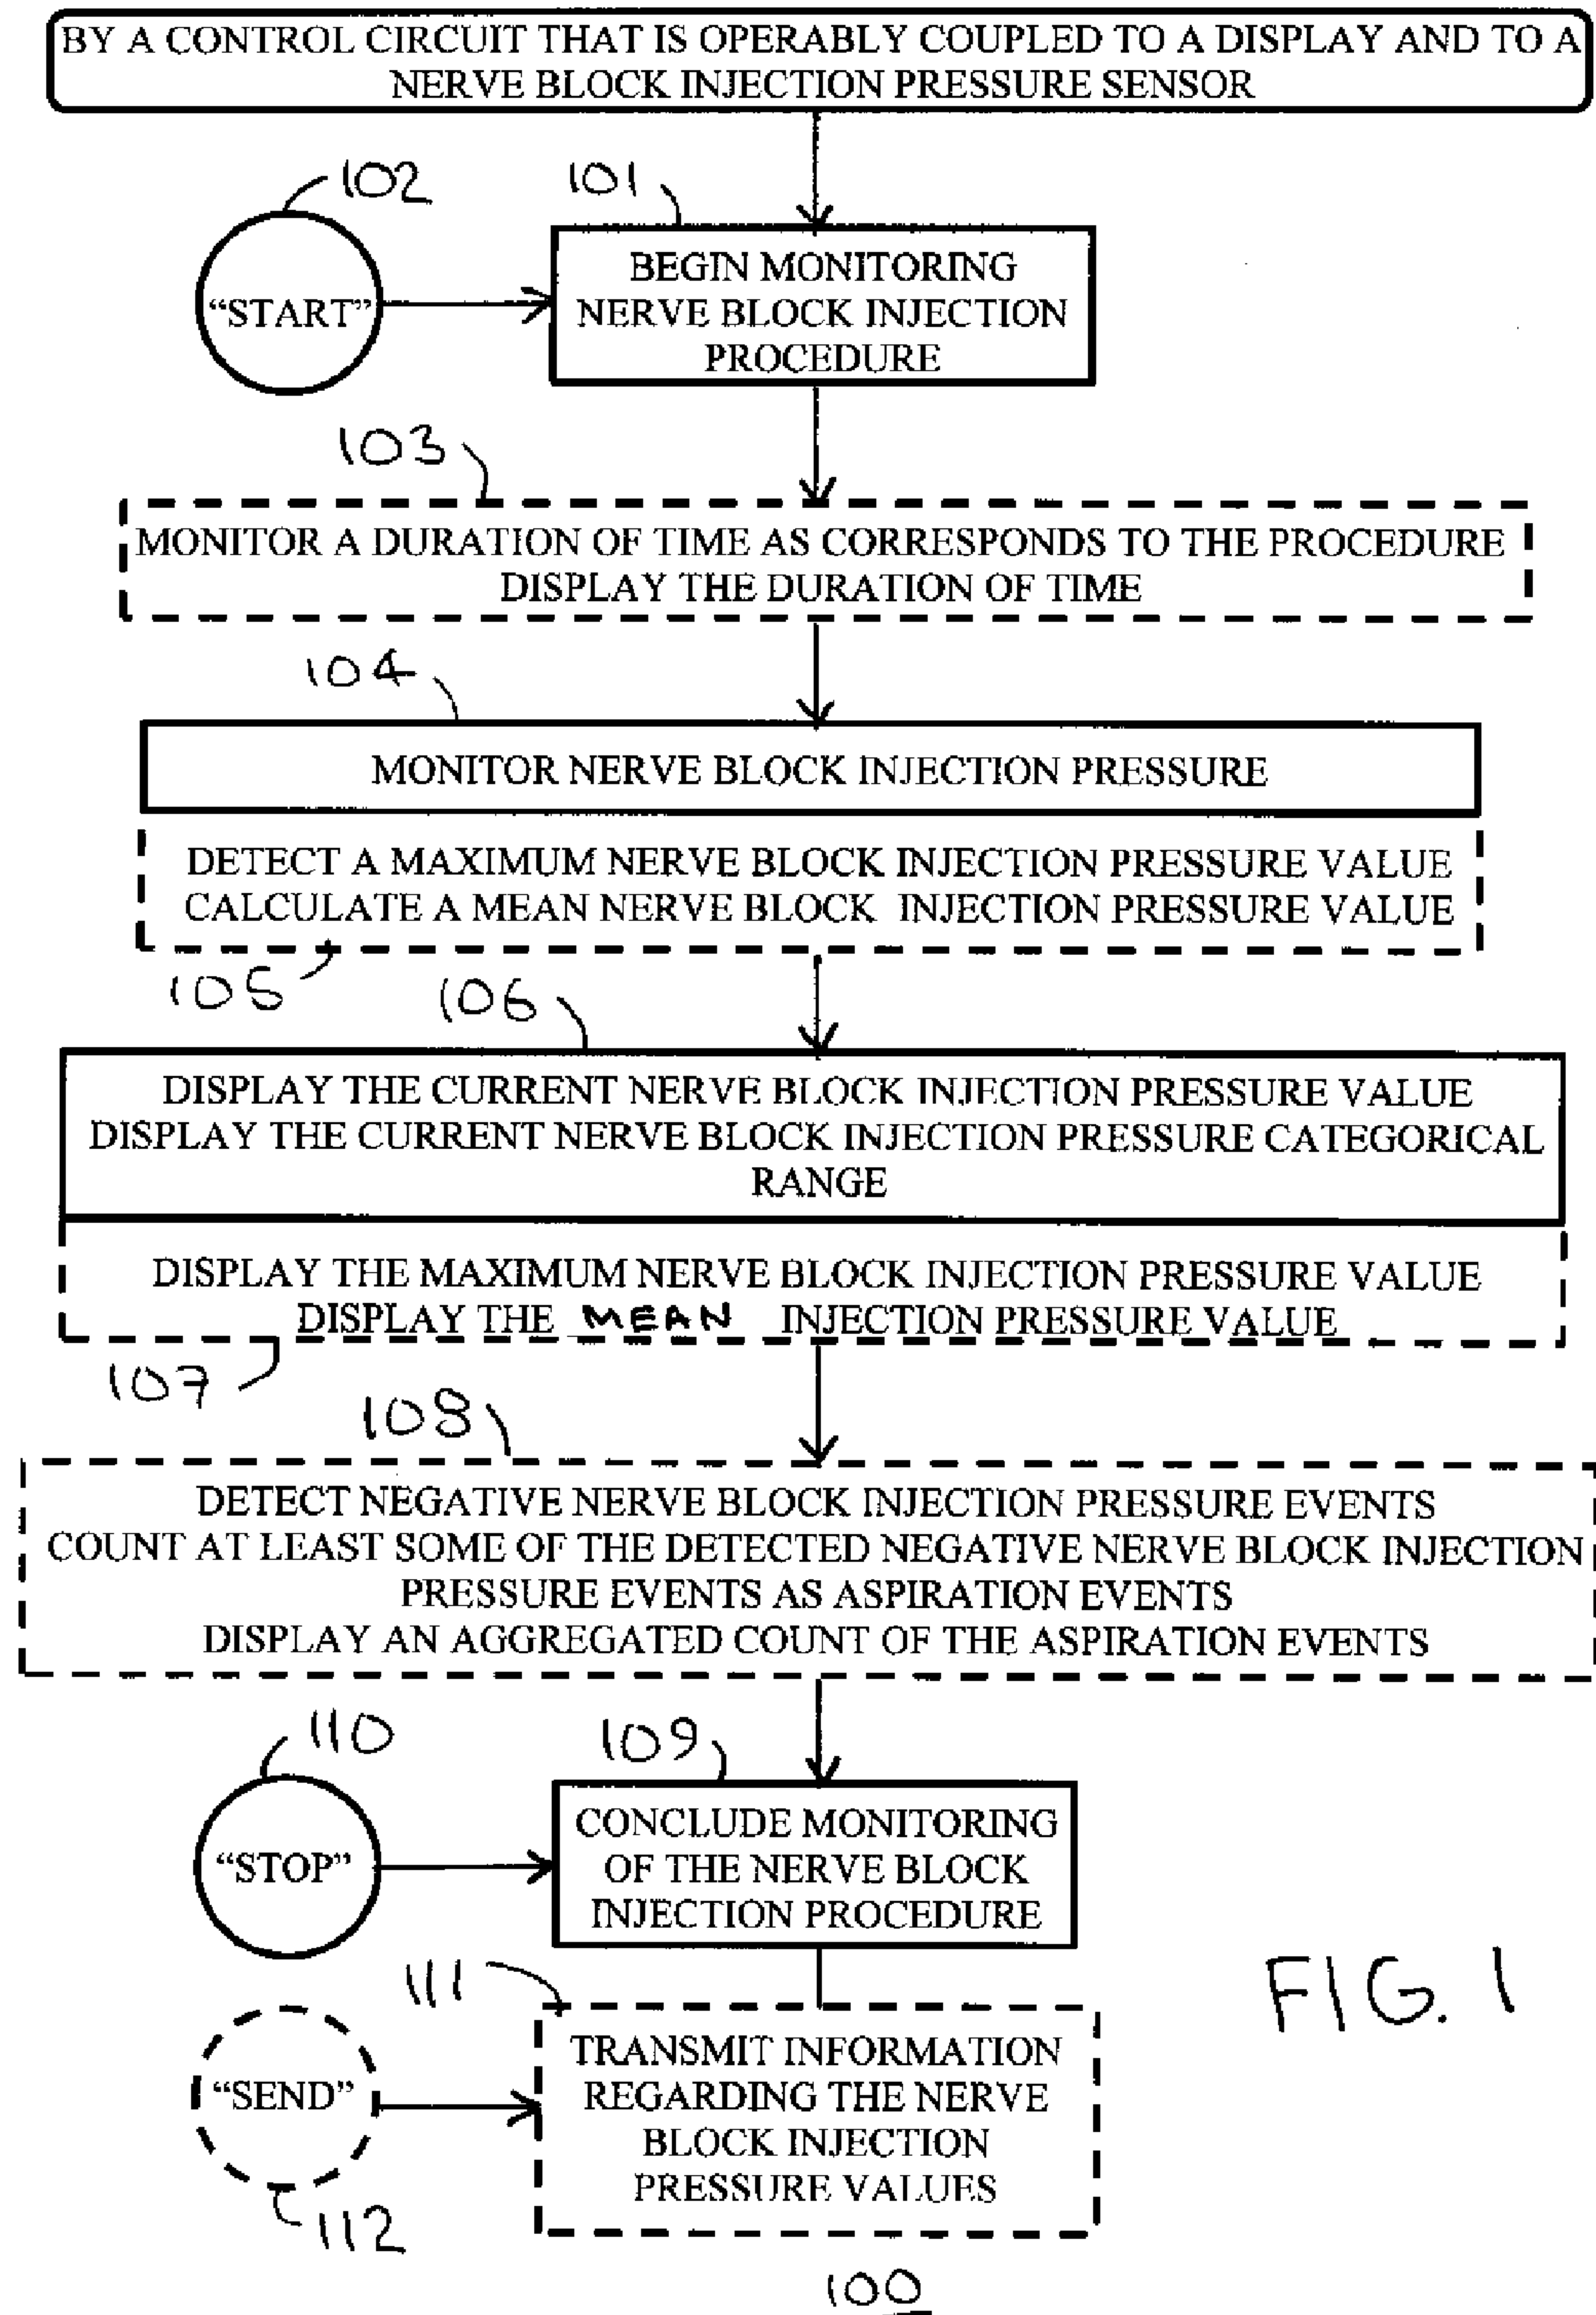 BY A CONTROL CIRCUIT THAT IS OPERABLY COUPLED TO A DISPLAY AND TO A
NERVE BLOCK INJECTION PRESSURE SENSOR
102
101
"START"
BEGIN MONITORING
NERVE BLOCK INJECTION
PROCEDURE
103
MONITOR A DURATION OF TIME AS CORRESPONDS TO THE PROCEDURE
DISPLAY THE DURATION OF TIME
104
MONITOR NERVE BLOCK INJECTION PRESSURE
DETECT A MAXIMUM NERVE BLOCK INJECTION PRESSURE VALUE
CALCULATE A MEAN NERVE BLOCK INJECTION PRESSURE VALUE
105
106
DISPLAY THE CURRENT NERVE BLOCK INJECTION PRESSURE VALUE
DISPLAY THE CURRENT NERVE BLOCK INJECTION PRESSURE CATEGORICAL
RANGE
DISPLAY THE MAXIMUM NERVE BLOCK INJECTION PRESSURE VALUE
DISPLAY THE MEAN INJECTION PRESSURE VALUE
107
108
DETECT NEGATIVE NERVE BLOCK INJECTION PRESSURE EVENTS
COUNT AT LEAST SOME OF THE DETECTED NEGATIVE NERVE BLOCK INJECTION
PRESSURE EVENTS AS ASPIRATION EVENTS
DISPLAY AN AGGREGATED COUNT OF THE ASPIRATION EVENTS
110
109
"STOP"
CONCLUDE MONITORING
OF THE NERVE BLOCK
INJECTION PROCEDURE
111
FIG. 1
"SEND"
TRANSMIT INFORMATION
REGARDING THE NERVE
BLOCK INJECTION
PRESSURE VALUES
112
100